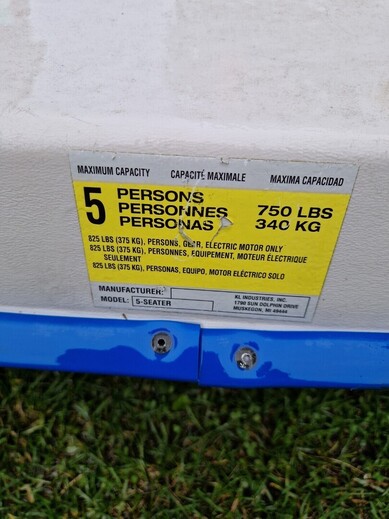 MAXIMUM CAPACITY CAPACITÉ MAXIMALE MAXIMA CAPACIDAD
5 PERSONS
PERSONNES 750 LBS
PERSONAS 340 KG
825 LBS (375 KG), PERSONS, GEAR, ELECTRIC MOTOR ONLY
825 LBS (375 KG), PERSONNES, EQUIPEMENT, MOTEUR ÉLECTRIQUE
SEULEMENT
825 LBS (375 KG), PERSONAS, EQUIPO, MOTOR ELÉCTRICO SOLO
MANUFACTURER:
MODEL: 5-SEATER
KL INDUSTRIES, INC.
1790 SUN DOLPHIN DRIVE
MUSKEGON, MI 49444